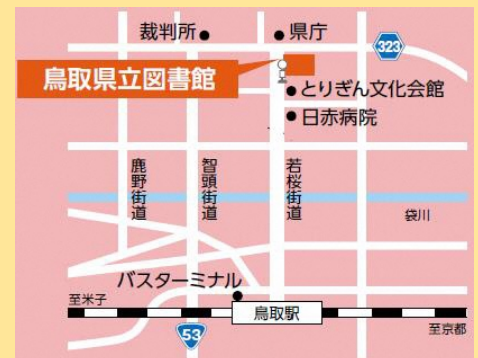 裁判所
県庁
323
鳥取県立図書館
とりぎん文化会館
日赤病院
鹿野街道
智頭街道
若桜街道
袋川
バスターミナル
至米子
鳥取駅
53
至京都